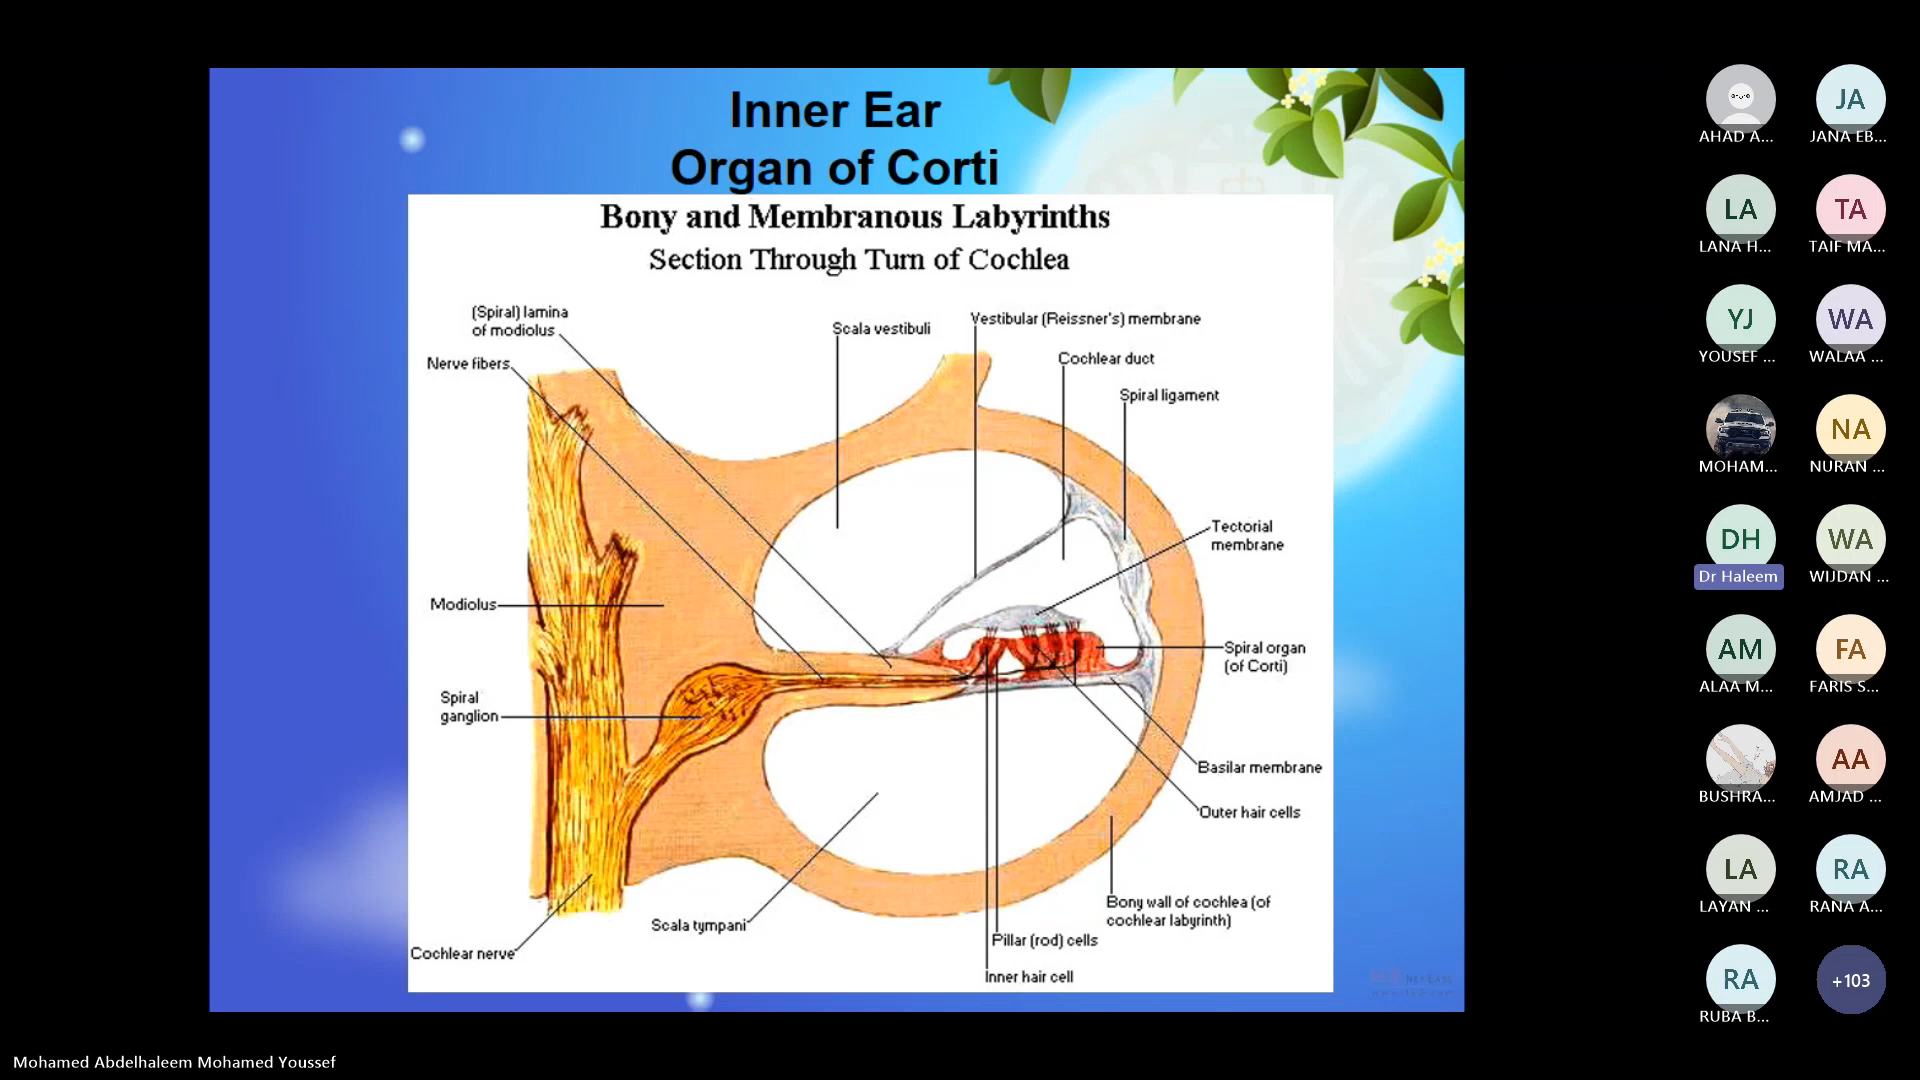 Inner Ear
Organ of Corti
Bony and Membranous Labyrinths
Section Through Turn of Cochlea
(Spiral) lamina
of modiolus
Nerve fibers
Scala vestibuli
Vestibular (Reissner's) membrane
Cochlear duct
Spiral ligament
Tectorial
membrane
Modiolus
Spiral organ
(of Corti)
Spiral
ganglion
Basilar membrane
Outer hair cells
Bony wall of cochlea (of
cochlear labyrinth)
Scala tympani
Pillar (rod) cells
Cochlear nerve
Inner hair cell
AHAD A...
JA
JANA EB...
LA
LANA H...
TA
TAIF MA...
YJ
YOUSEF ...
WA
WALAA ...
MOHAM...
NA
NURAN ...
DH
Dr Haleem
WA
WIJDAN ...
AM
ALAA M...
FA
FARIS S...
BUSHRA...
AA
AMJAD ...
LA
LAYAN ...
RA
RANA A...
RA
RUBA B...
+103
Mohamed Abdelhaleem Mohamed Youssef